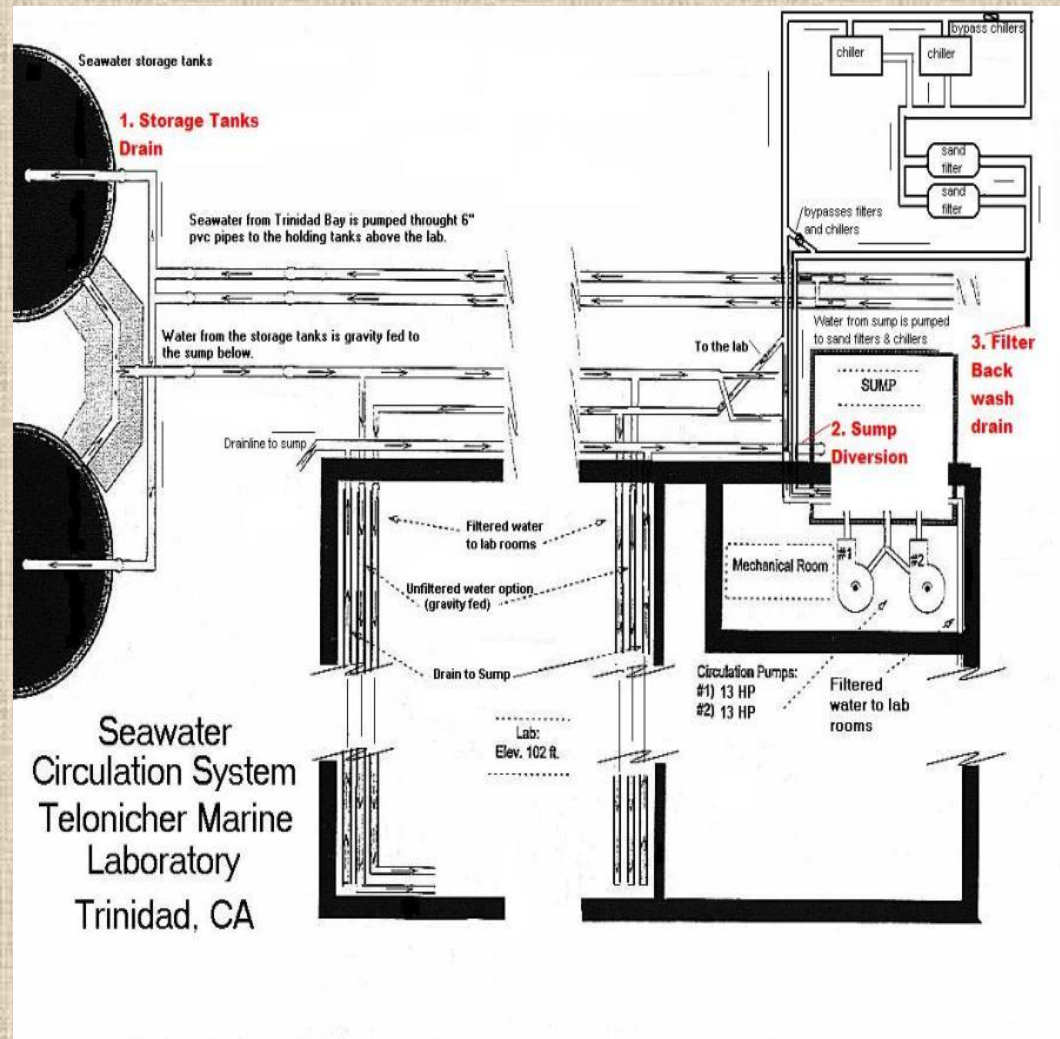 Seawater storage tanks
1. Storage Tanks
Drain
Seawater from Trinidad Bay is pumped throught 6"
pvc pipes to the holding tanks above the lab.
Water from the storage tanks is gravity fed to
the sump below.
Drainline to sump
bypass chillers
chiller
chiller
sand
filter
sand
filter
bypasses filters
and chillers
Water from sump is pumped
to sand filters & chillers
To the lab
3. Filter
Back
wash
drain
SUMP
2. Sump
Diversion
Filtered water
to lab rooms
Unfiltered water option
(gravity fed)
Drain to Sump
Mechanical Room
#1
#2
Circulation Pumps:
#1) 13 HP
#2) 13 HP
Filtered
water to lab
rooms
Lab:
Elev. 102 ft.
Seawater
Circulation System
Telonicher Marine
Laboratory
Trinidad, CA